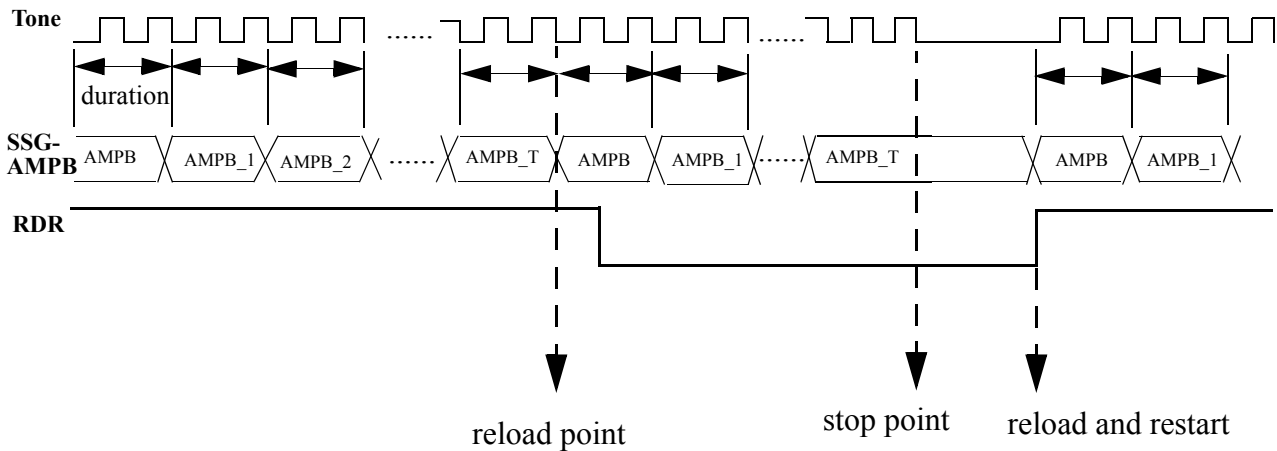 Tone
......
......
duration
SSG-
AMPB
AMPB
AMPB_1
AMPB_2
......
AMPB_T
AMPB
AMPB_1
......
AMPB_T
AMPB
AMPB_1
RDR
reload point
stop point
reload and restart